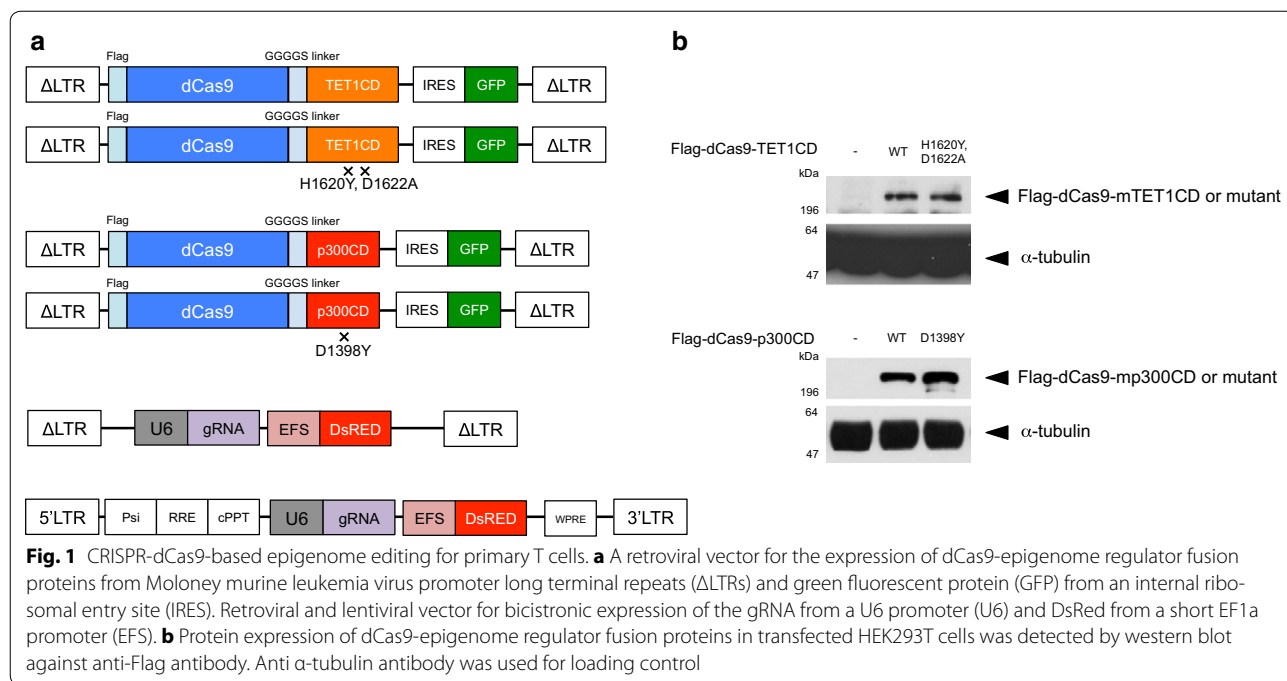 a
Flag GGGGS linker
ΔLTR dCas9 TET1CD IRES GFP ΔLTR
ΔLTR dCas9 TET1CD IRES GFP ΔLTR
H1620Y, D1622A
Flag GGGGS linker
ΔLTR dCas9 p300CD IRES GFP ΔLTR
Flag GGGGS linker
ΔLTR dCas9 p300CD IRES GFP ΔLTR
D1398Y
ΔLTR U6 gRNA EFS DsRED ΔLTR
5'LTR Psi RRE cPPT U6 gRNA EFS DsRED WPRE 3'LTR
b
Flag-dCas9-TET1CD - WT H1620Y,
D1622A
kDa
196
Flag-dCas9-mTET1CD or mutant
64
47
α-tubulin
Flag-dCas9-p300CD - WT D1398Y
kDa
196
Flag-dCas9-mp300CD or mutant
64
47
α-tubulin
Fig. 1 CRISPR-dCas9-based epigenome editing for primary T cells. a A retroviral vector for the expression of dCas9-epigenome regulator fusion
proteins from Moloney murine leukemia virus promoter long terminal repeats (ΔLTRs) and green fluorescent protein (GFP) from an internal ribo-
somal entry site (IRES). Retroviral and lentiviral vector for bicistronic expression of the gRNA from a U6 promoter (U6) and DsRed from a short EF1a
promoter (EFS). b Protein expression of dCas9-epigenome regulator fusion proteins in transfected HEK293T cells was detected by western blot
against anti-Flag antibody. Anti α-tubulin antibody was used for loading control